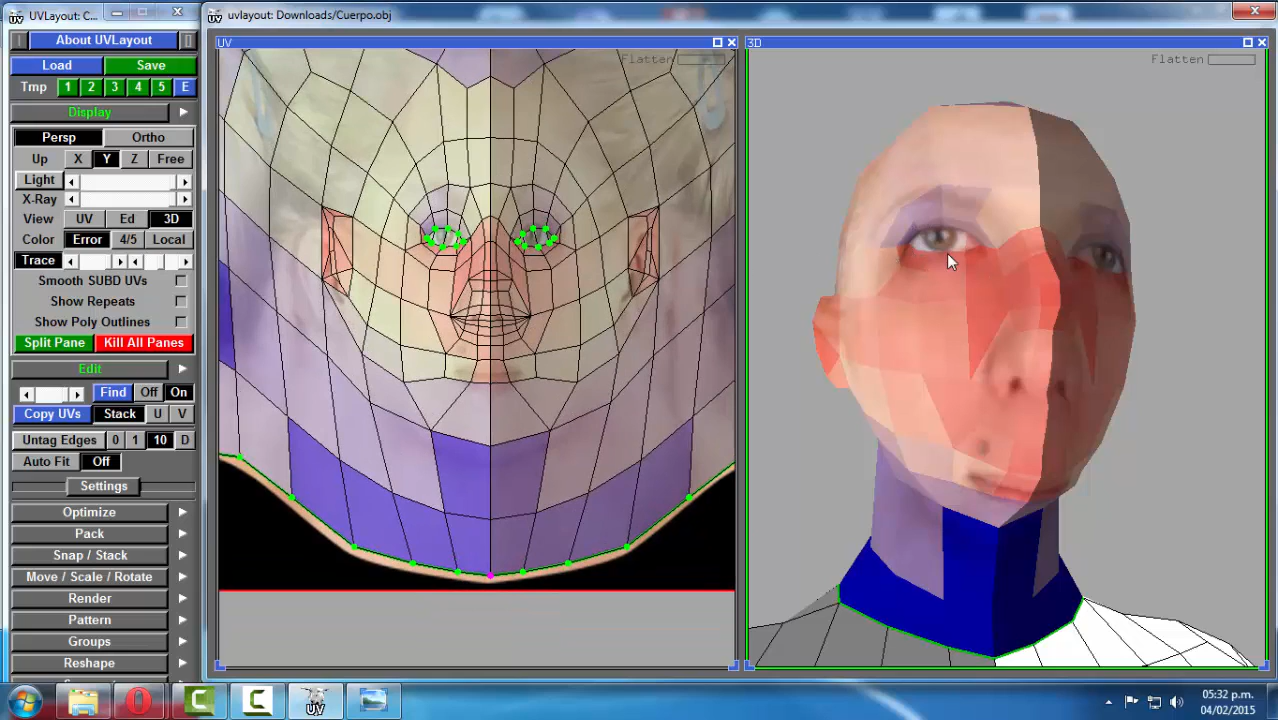 UVLayout: C...
uvlayout: Downloads/Cuerpo.obj
About UVLayout
UV
3D
Load
Save
Flatten
Flatten
Tmp 1 2 3 4 5 E
Display
Persp
Ortho
Up X Y Z Free
Light
X-Ray
View UV Ed 3D
Color Error 4/5 Local
Trace
Smooth SUBD UVs
Show Repeats
Show Poly Outlines
Split Pane
Kill All Panes
Edit
Find Off On
Copy UVs Stack U V
Untag Edges 0 1 10 D
Auto Fit Off
Settings
Optimize
Pack
Snap / Stack
Move / Scale / Rotate
Render
Pattern
Groups
Reshape
UV
05:32 p.m.
04/02/2015